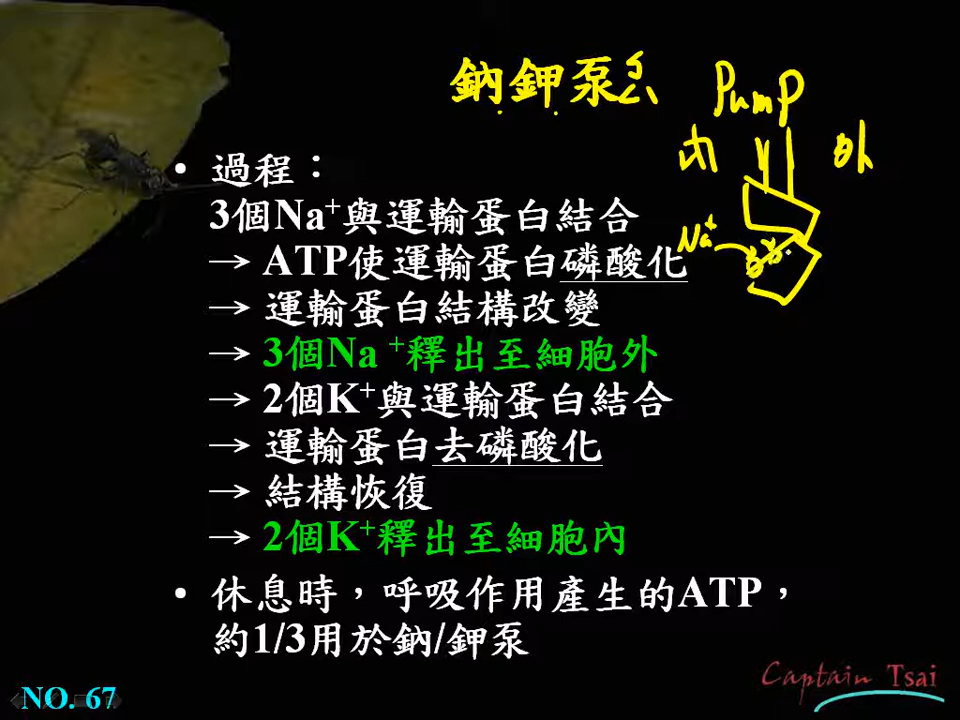 鈉鉀泵 Pump
內 外
• 過程：
3個Na⁺與運輸蛋白結合
→ ATP使運輸蛋白磷酸化
Na⁺
→ 運輸蛋白結構改變
→ 3個Na ⁺釋出至細胞外
→ 2個K⁺與運輸蛋白結合
→ 運輸蛋白去磷酸化
→ 結構恢復
→ 2個K⁺釋出至細胞內
• 休息時，呼吸作用產生的ATP，
約1/3用於鈉/鉀泵
Captain Tsai
NO. 67